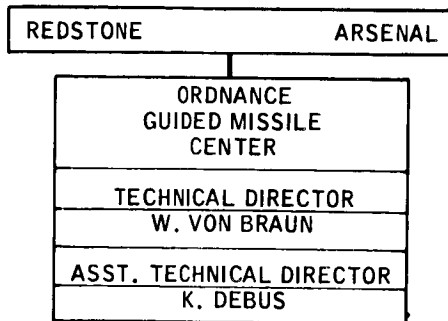 REDSTONE ARSENAL
ORDNANCE
GUIDED MISSILE
CENTER
TECHNICAL DIRECTOR
W. VON BRAUN
ASST. TECHNICAL DIRECTOR
K. DEBUS